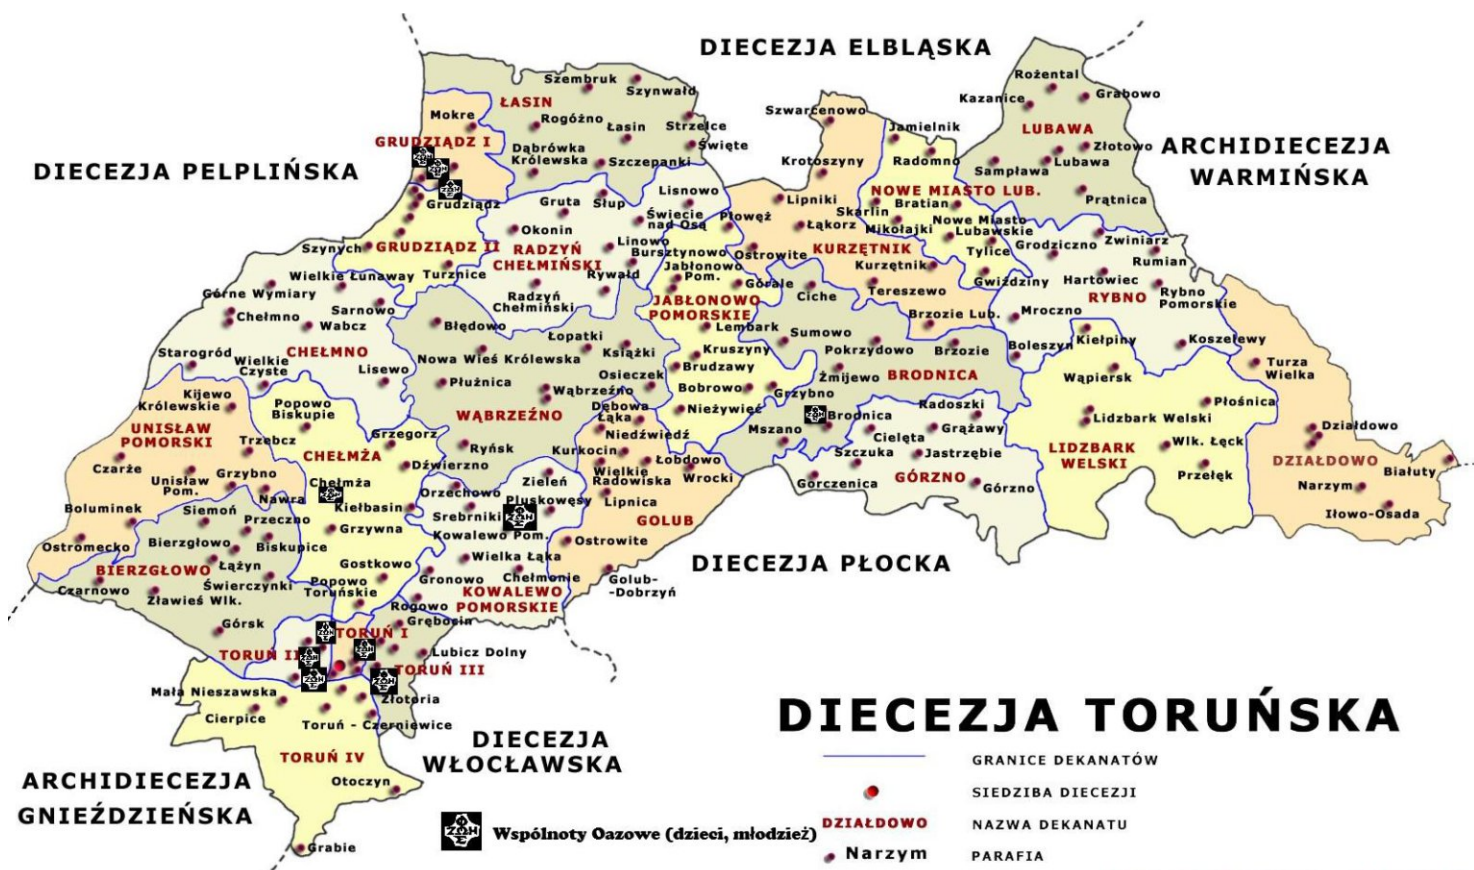 DIECEZJA ELBLĄSKA
DIECEZJA PELPLIŃSKA
ARCHIDIECEZJA
WARMIŃSKA
Szembruk
Szynwałd
ŁASIN
Mokre
Rogóźno
Łasin
Strzelce
GRUDZIĄDZ I
Dąbrówka
Królewska
Szczepanki
Święte
Grudziądz
Szynych
GRUDZIĄDZ II
Turznice
Lisnowo
Gruta
Słup
Świecie
nad Osą
Okonin
RADZYŃ
CHEŁMIŃSKI
Linowo
Bursztynowo
Rywałd
Radzyń
Chełmiński
Szwarcenowo
Krotoszyny
Lipniki
Łąkorz
Ostrowite
KURZĘTNIK
Kurzętnik
Tereszewo
Brzozie Lub.
Jamielnik
Radomno
NOWE MIASTO LUB.
Skarlin
Bratian
Mikołajki
Nowe Miasto
Lubawskie
Tylice
Gwiździny
Rożental
Kazanice
Grabowo
LUBAWA
Złotowo
Lubawa
Sampława
Prątnica
Grodziczno
Zwiniarz
Rumian
Hartowiec
RYBNO
Rybno
Pomorskie
Mroczno
Boleszyn
Koszelewy
Wielkie Łunaway
Górne Wymiary
Sarnowo
Chełmno
Wabcz
Starogród
CHEŁMNO
Wielkie
Czyste
Lisewo
Płowęż
Jabłonowo
Pom.
Górale
JABŁONOWO
POMORSKIE
Lembark
Kruszyny
Brudzawy
Bobrowo
Nieżywięć
Błędowo
Łopatki
Nowa Wieś Królewska
Książki
Osieczek
Płużnica
Wąbrzeźno
WĄBRZEŹNO
Ryńsk
Ciche
Sumowo
Pokrzydowo
Brzozie
Żmijewo
BRODNICA
Grzybno
Brodnica
Mszano
Kiełpiny
Wąpiersk
Płośnica
Lidzbark Welski
Wlk. Łęck
LIDZBARK
WELSKI
Przełęk
Turza
Wielka
Działdowo
DZIAŁDOWO
Białuty
Narzym
Iłowo-Osada
Radoszki
Cielęta
Grążawy
Szczuka
Jastrzębie
Gorczenica
GÓRZNO
Górzno
Kijewo
Królewskie
UNISŁAW
POMORSKI
Trzebcz
Czarże
Unisław
Pom.
Grzybno
Nawra
Boluminek
Ostromecko
Popowo
Biskupie
Grzegorz
CHEŁMŻA
Dźwierzno
Chełmża
Kiełbasin
Grzywna
Gostkowo
Popowo
Toruńskie
Dębowa
Łąka
Niedźwiedź
Kurkocin
Wielkie
Radowiska
Łobdowo
Wrocki
Lipnica
GOLUB
Ostrowite
Golub-
-Dobrzyń
Zieleń
Orzechowo
Pluskowęsy
Srebrniki
Kowalewo Pom.
Wielka Łąka
Gronowo
Chełmonie
KOWALEWO
POMORSKIE
Siemoń
Przeczno
Bierzgłowo
Biskupice
BIERZGŁOWO
Łążyn
Świerczynki
Czarnowo
Zławieś Wlk.
Górsk
Rogowo
Grębocin
TORUŃ I
TORUŃ II
Lubicz Dolny
TORUŃ III
Mała Nieszawska
Złotoria
Cierpice
Toruń - Czerniewice
TORUŃ IV
Otoczyn
Grabie
DIECEZJA PŁOCKA
DIECEZJA
WŁOCŁAWSKA
ARCHIDIECEZJA
GNIEŹDZIEŃSKA
DIECEZJA TORUŃSKA
GRANICE DEKANATÓW
SIEDZIBA DIECEZJI
DZIAŁDOWO NAZWA DEKANATU
Narzym PARAFIA
Wspólnoty Oazowe (dzieci, młodzież)